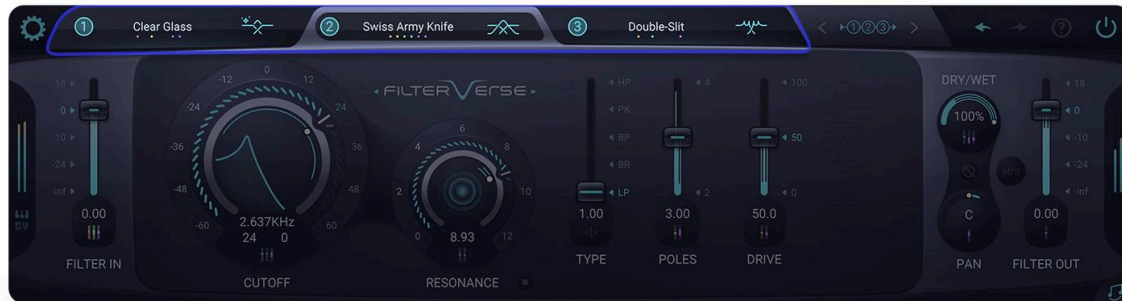 1 Clear Glass
2 Swiss Army Knife
3 Double-Slit
1 2 3
?
FILTERVERSE
18
0
-10
-24
-inf
0.00
FILTER IN
0
-12 12
-24 24
-36 36
-48 48
-60 60
2.637KHz
24 0
CUTOFF
6
4 8
2 10
0 12
8.93
RESONANCE
HP
PK
BP
BR
LP
1.00
TYPE
4
2
3.00
POLES
100
50
0
50.0
DRIVE
DRY/WET
100%
M/S
C
PAN
18
0
-10
-24
-inf
0.00
FILTER OUT
CV